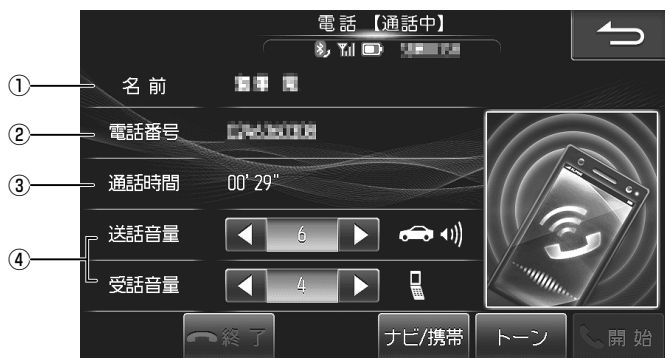 電話 【通話中】
① 名前
② 電話番号
③ 通話時間 00' 29"
④ 送話音量 6
受話音量 4
終了 ナビ/携帯 トーン 開始